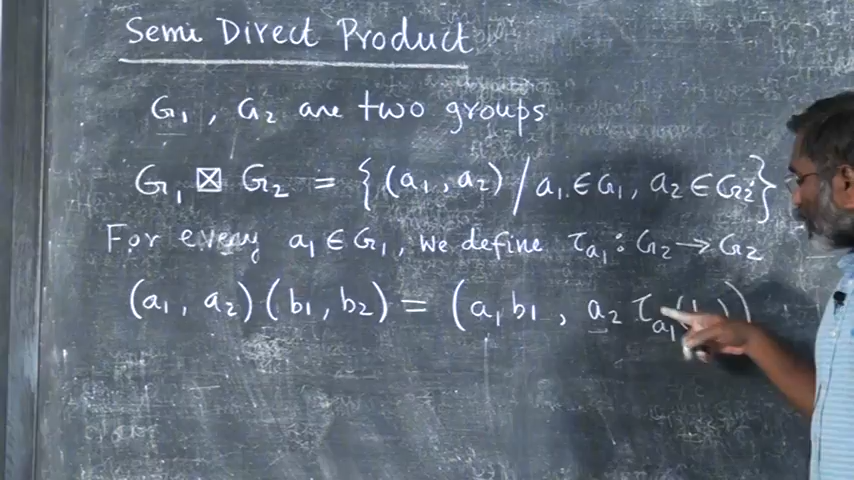 Semi Direct Product
G₁, G₂ are two groups
G₁ ⊠ G₂ = {(a₁, a₂) / a₁ ∈ G₁, a₂ ∈ G₂}
For every a₁ ∈ G₁, we define τₐ₁ : G₂ → G₂
(a₁, a₂)(b₁, b₂) = (a₁b₁, a₂ τₐ₁( ))